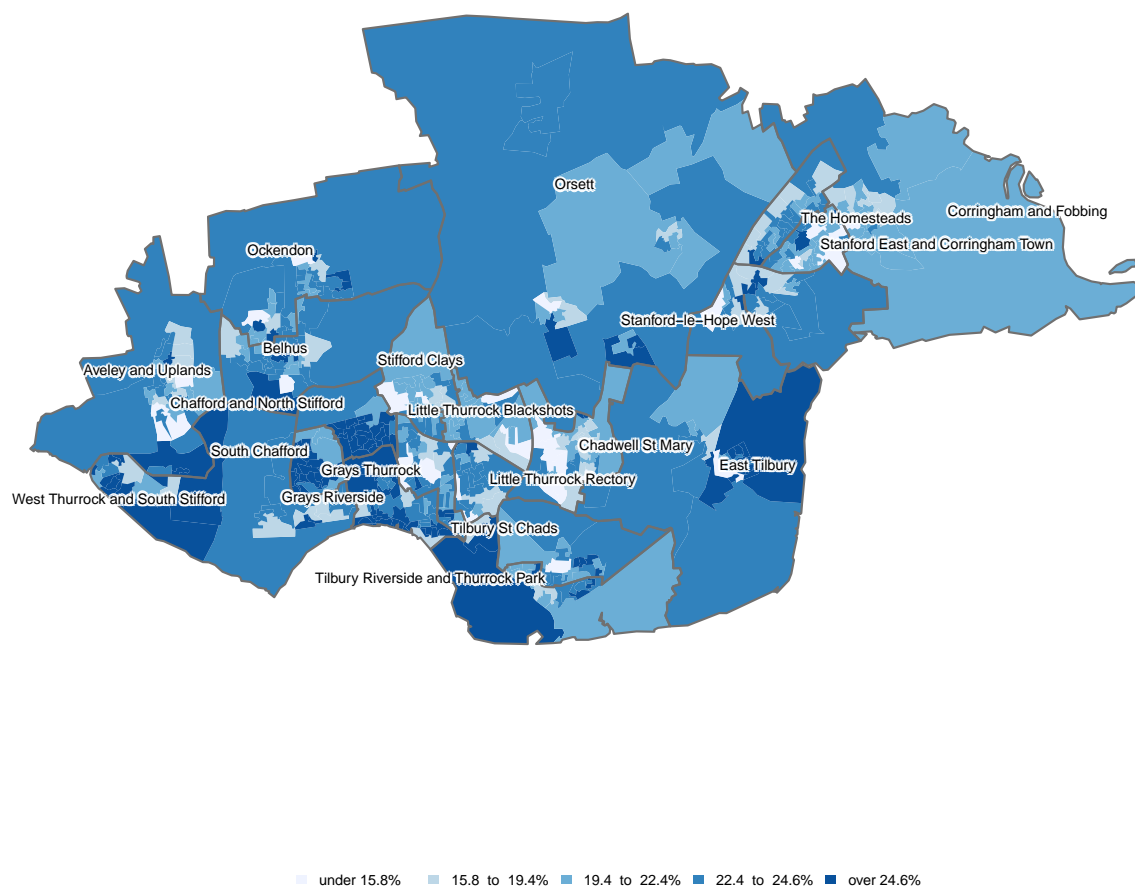 Orsett
Corringham and Fobbing
The Homesteads
Stanford East and Corringham Town
Ockendon
Stanford−le−Hope West
Belhus
Stifford Clays
Aveley and Uplands
Chafford and North Stifford
Little Thurrock Blackshots
Chadwell St Mary
South Chafford
East Tilbury
Grays Thurrock
Little Thurrock Rectory
West Thurrock and South Stifford
Grays Riverside
Tilbury St Chads
Tilbury Riverside and Thurrock Park
under 15.8% 15.8 to 19.4% 19.4 to 22.4% 22.4 to 24.6% over 24.6%